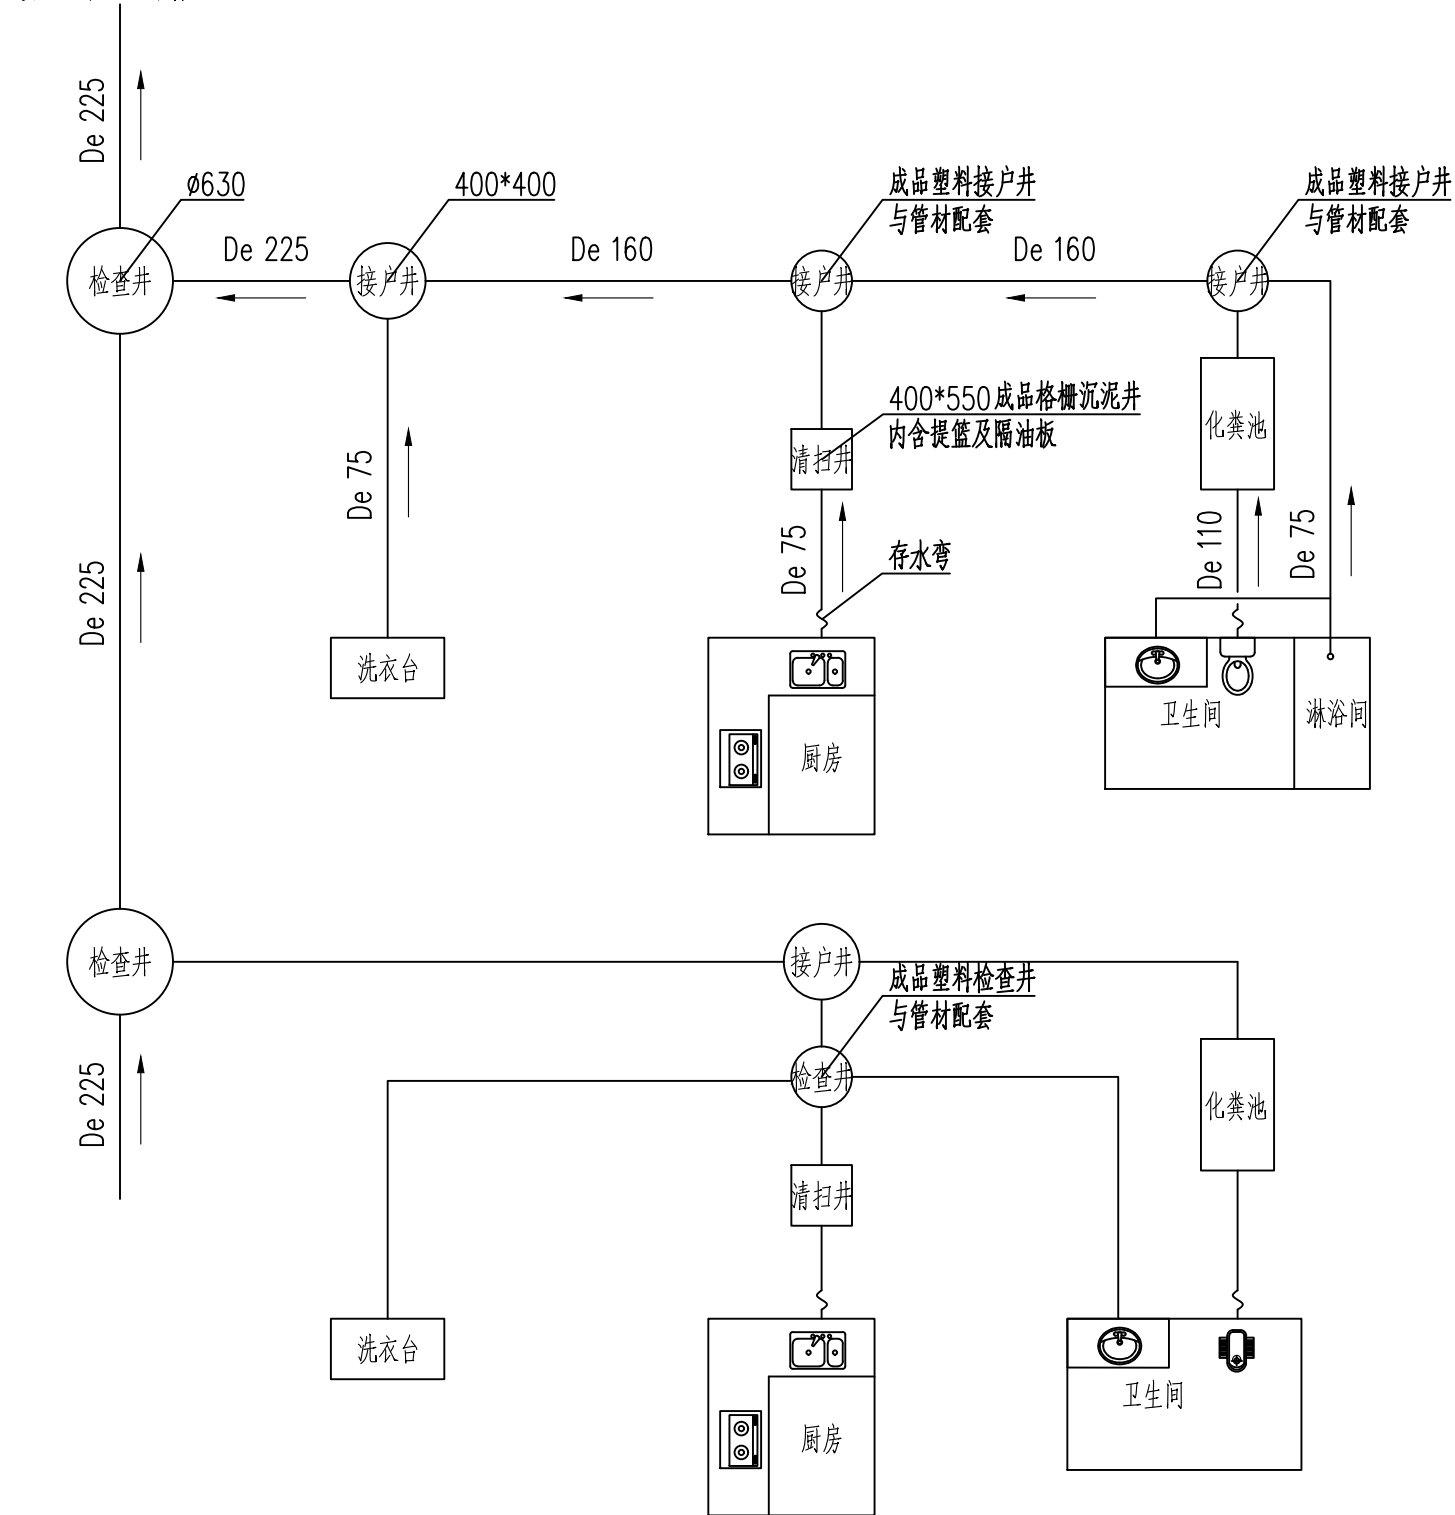 De 225
ø630
400*400
成品塑料接户井
与管材配套
成品塑料接户井
与管材配套
De 225
De 160
De 160
检查井
接户井
接户井
接户井
400*550成品格栅沉泥井
内含提篮及隔油板
清扫井
化粪池
De 75
De 75
存水弯
De 110
De 75
De 225
洗衣台
厨房
卫生间
淋浴间
检查井
接户井
成品塑料检查井
与管材配套
检查井
De 225
化粪池
清扫井
洗衣台
厨房
卫生间